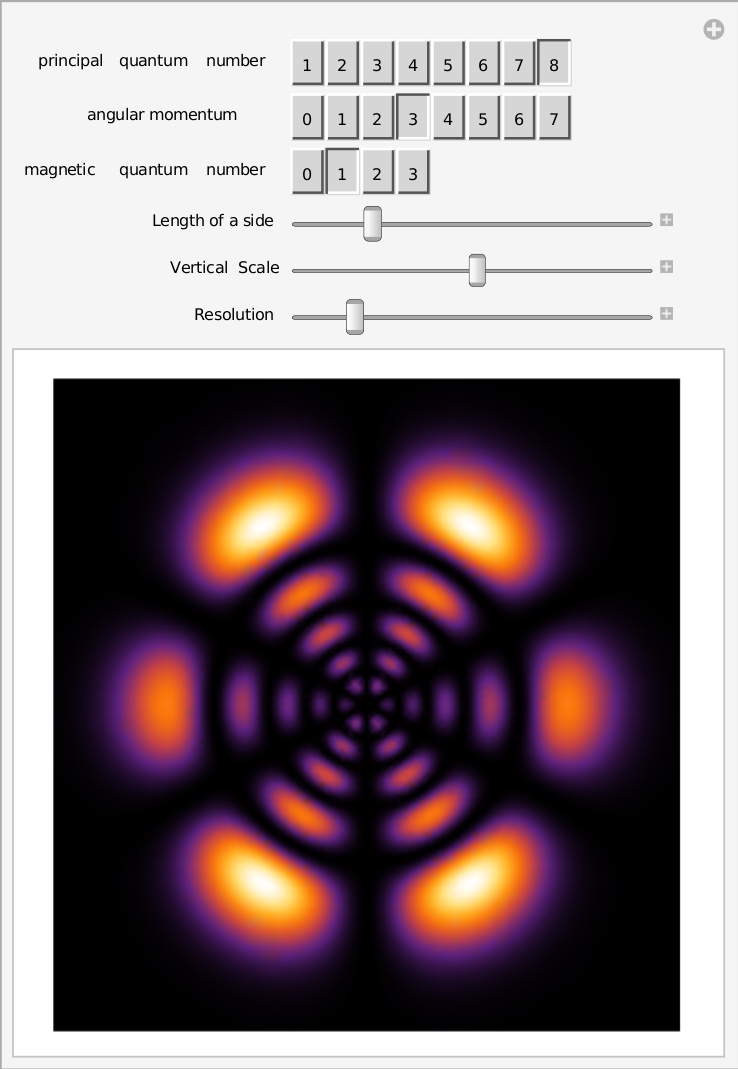 principal quantum number 1 2 3 4 5 6 7 8
angular momentum 0 1 2 3 4 5 6 7
magnetic quantum number 0 1 2 3
Length of a side
Vertical Scale
Resolution